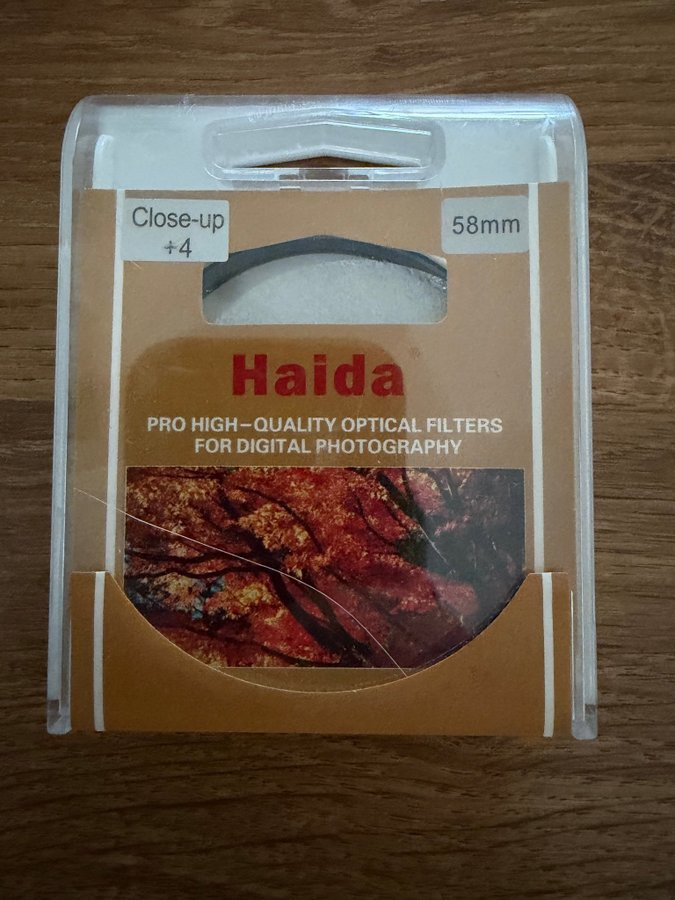 Close-up
+4
58mm
Haida
PRO HIGH-QUALITY OPTICAL FILTERS
FOR DIGITAL PHOTOGRAPHY